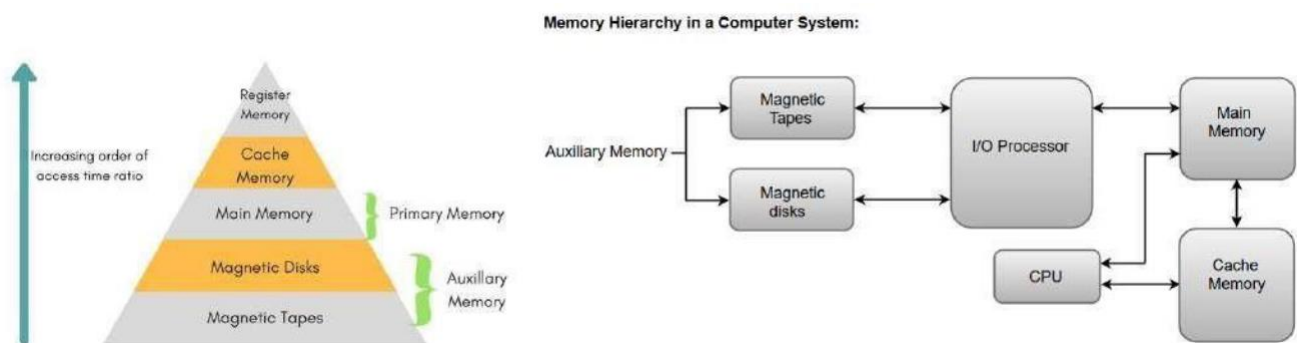 Memory Hierarchy in a Computer System:
Register
Memory
Cache
Memory
Main Memory
Magnetic Disks
Magnetic Tapes
Increasing order of
access time ratio
Primary Memory
Auxillary
Memory
Auxiliary Memory
Magnetic
Tapes
Magnetic
disks
I/O Processor
Main
Memory
CPU
Cache
Memory